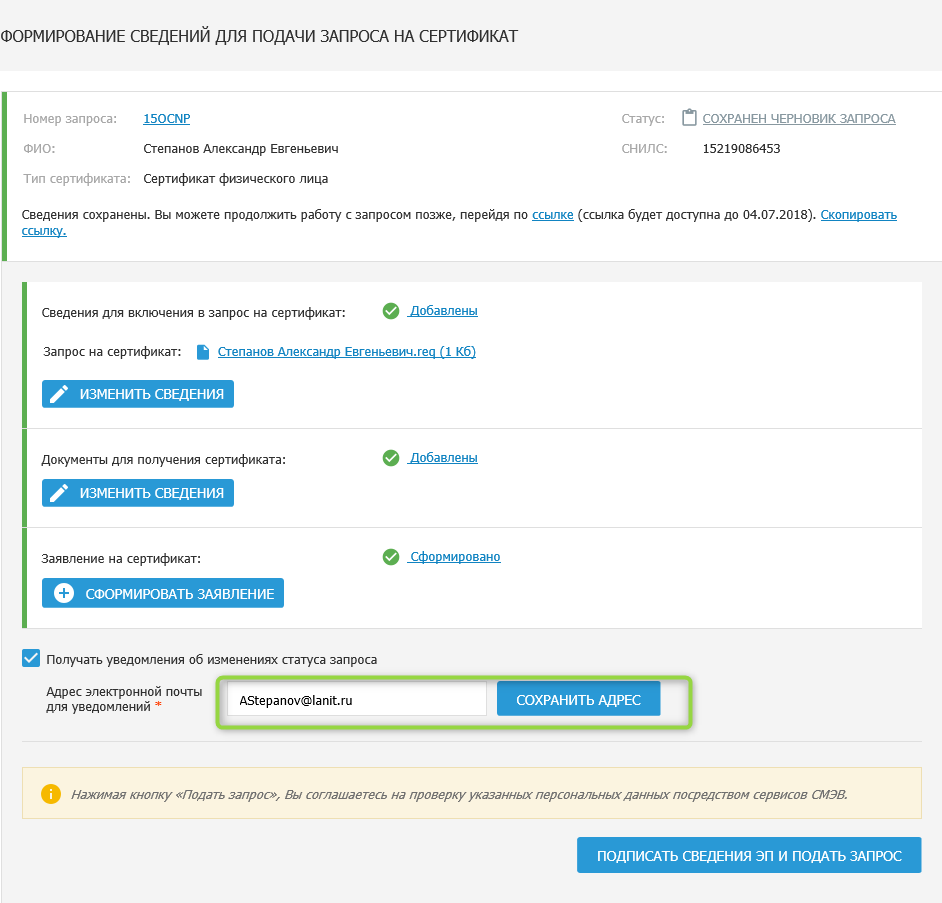 ФОРМИРОВАНИЕ СВЕДЕНИЙ ДЛЯ ПОДАЧИ ЗАПРОСА НА СЕРТИФИКАТ
Номер запроса: 15OCNP Статус: СОХРАНЕН ЧЕРНОВИК ЗАПРОСА
ФИО: Степанов Александр Евгеньевич СНИЛС: 15219086453
Тип сертификата: Сертификат физического лица
Сведения сохранены. Вы можете продолжить работу с запросом позже, перейдя по ссылке (ссылка будет доступна до 04.07.2018). Скопировать
ссылку.
Сведения для включения в запрос на сертификат: Добавлены
Запрос на сертификат: Степанов Александр Евгеньевич.req (1 Кб)
ИЗМЕНИТЬ СВЕДЕНИЯ
Документы для получения сертификата: Добавлены
ИЗМЕНИТЬ СВЕДЕНИЯ
Заявление на сертификат: Сформировано
СФОРМИРОВАТЬ ЗАЯВЛЕНИЕ
Получать уведомления об изменениях статуса запроса
Адрес электронной почты
для уведомлений *
AStepanov@lanit.ru СОХРАНИТЬ АДРЕС
Нажимая кнопку «Подать запрос», Вы соглашаетесь на проверку указанных персональных данных посредством сервисов СМЭВ.
ПОДПИСАТЬ СВЕДЕНИЯ ЭП И ПОДАТЬ ЗАПРОС